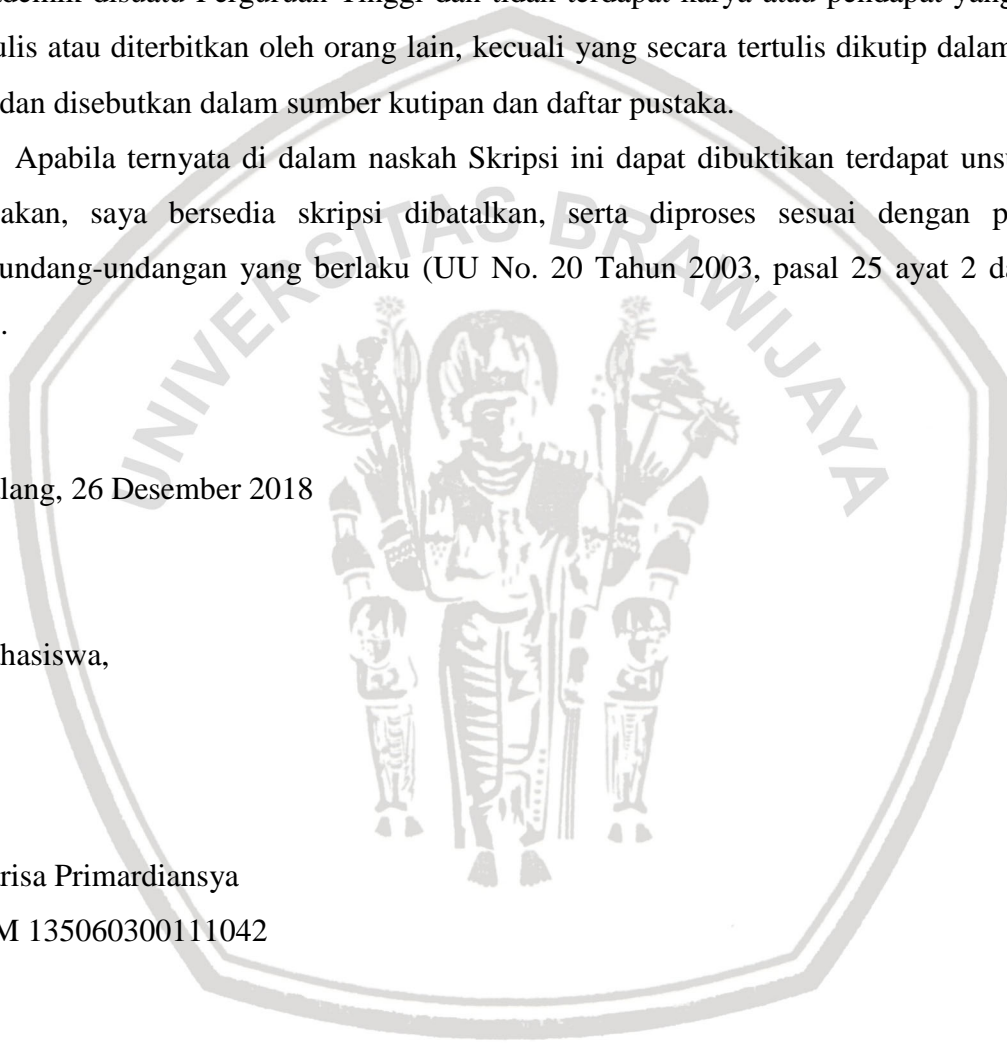 ademik disuatu Perguruan Tinggi dan tidak terdapat karya atau pendapat yang
ulis atau diterbitkan oleh orang lain, kecuali yang secara tertulis dikutip dalam
dan disebutkan dalam sumber kutipan dan daftar pustaka.
Apabila ternyata di dalam naskah Skripsi ini dapat dibuktikan terdapat uns
akan, saya bersedia skripsi dibatalkan, serta diproses sesuai dengan p
undang-undangan yang berlaku (UU No. 20 Tahun 2003, pasal 25 ayat 2 da
.
UNIVERSITAS BRAWIJAYA
lang, 26 Desember 2018
hasiswa,
risa Primardiansya
M 135060300111042